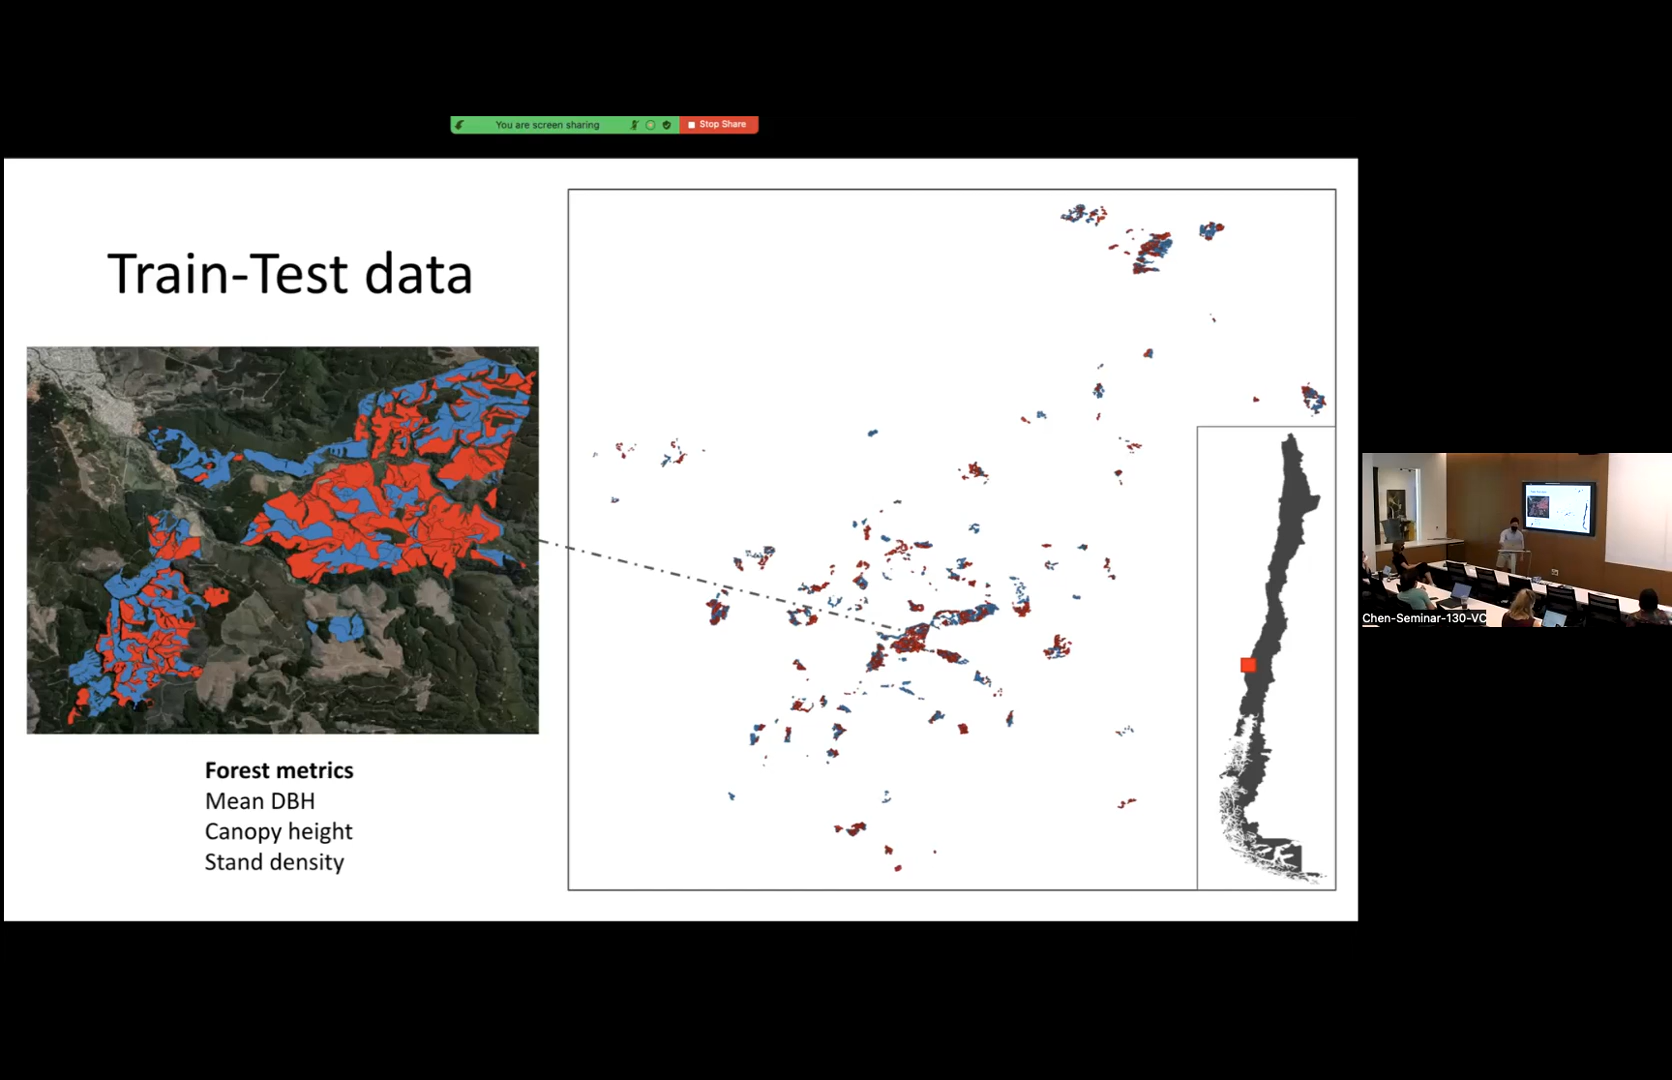 You are screen sharing
Stop Share
Train-Test data
Forest metrics
Mean DBH
Canopy height
Stand density
Chen-Seminar-130-VC